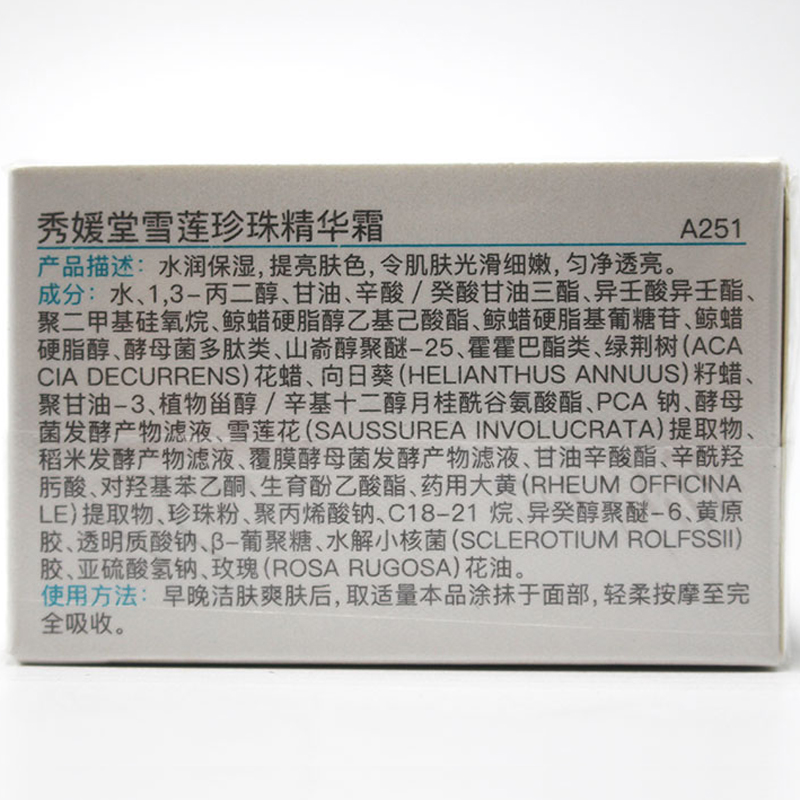 秀媛堂雪莲珍珠精华霜 A251
产品描述：水润保湿，提亮肤色，令肌肤光滑细嫩，匀净透亮。
成分：水、1,3-丙二醇、甘油、辛酸／癸酸甘油三酯、异壬酸异壬酯、
聚二甲基硅氧烷、鲸蜡硬脂醇乙基己酸酯、鲸蜡硬脂基葡糖苷、鲸蜡
硬脂醇、酵母菌多肽类、山嵛醇聚醚-25、霍霍巴酯类、绿荆树(ACA
CIA DECURRENS)花蜡、向日葵(HELIANTHUS ANNUUS)籽蜡、
聚甘油-3、植物甾醇／辛基十二醇月桂酰谷氨酸酯、PCA 钠、酵母
菌发酵产物滤液、雪莲花(SAUSSUREA INVOLUCRATA)提取物、
稻米发酵产物滤液、覆膜酵母菌发酵产物滤液、甘油辛酸酯、辛酰羟
肟酸、对羟基苯乙酮、生育酚乙酸酯、药用大黄(RHEUM OFFICINA
LE)提取物、珍珠粉、聚丙烯酸钠、C18-21 烷、异癸醇聚醚-6、黄原
胶、透明质酸钠、β-葡聚糖、水解小核菌(SCLEROTIUM ROLFSSII)
胶、亚硫酸氢钠、玫瑰(ROSA RUGOSA)花油。
使用方法：早晚洁肤爽肤后，取适量本品涂抹于面部，轻柔按摩至完
全吸收。